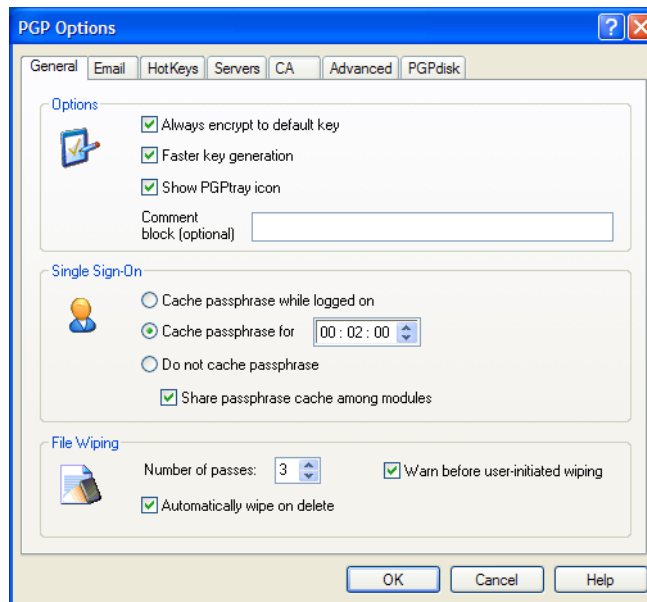 PGP Options
General Email HotKeys Servers CA Advanced PGPdisk
Options
Always encrypt to default key
Faster key generation
Show PGPtray icon
Comment
block (optional)
Single Sign-On
Cache passphrase while logged on
Cache passphrase for 00 : 02 : 00
Do not cache passphrase
Share passphrase cache among modules
File Wiping
Number of passes: 3 Warn before user-initiated wiping
Automatically wipe on delete
OK Cancel Help